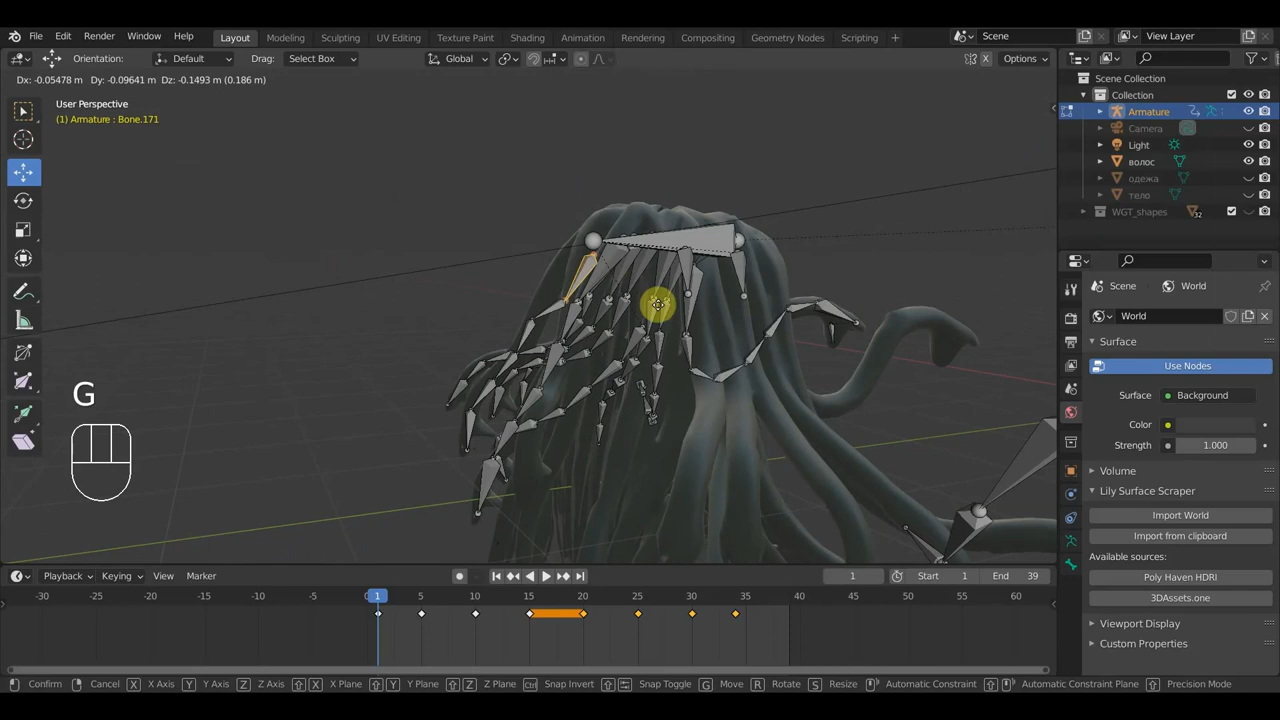 File Edit Render Window Help Layout Modeling Sculpting UV Editing Texture Paint Shading Animation Rendering Compositing Geometry Nodes Scripting + Scene View Layer
Orientation: Default Drag: Select Box Global X Options
Dx: -0.05478 m Dy: -0.09641 m Dz: -0.1493 m (0.186 m)
User Perspective
(1) Armature : Bone.171
G
Scene Collection
Collection
Armature
Camera
Light
волос
одежа
тело
WGT_shapes 32
Scene World
World
Surface
Use Nodes
Surface Background
Color
Strength 1.000
Volume
Lily Surface Scraper
Import World
Import from clipboard
Available sources:
Poly Haven HDRI
3DAssets.one
Viewport Display
Custom Properties
Playback Keying View Marker 1 Start 1 End 39
-30 -25 -20 -15 -10 -5 1 5 10 15 20 25 30 35 40 45 50 55 60
Confirm Cancel X X Axis Y Y Axis Z Z Axis X X Plane Y Y Plane Z Z Plane Ctrl Snap Invert Snap Toggle G Move R Rotate S Resize Automatic Constraint Automatic Constraint Plane Precision Mode